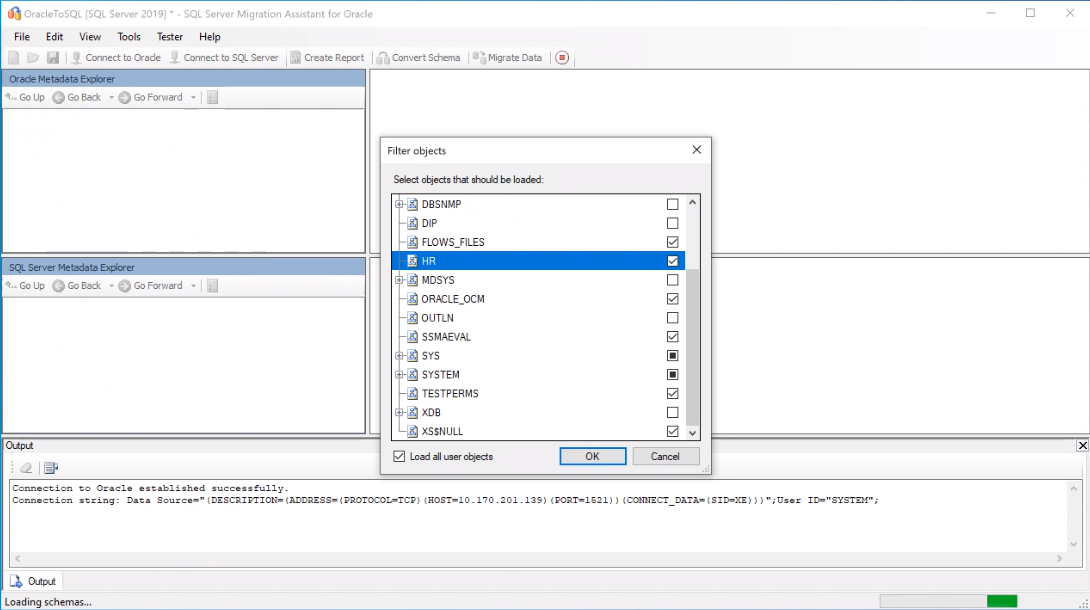 OracleToSQL [SQL Server 2019] * - SQL Server Migration Assistant for Oracle
File Edit View Tools Tester Help
Connect to Oracle Connect to SQL Server Create Report Convert Schema Migrate Data
Oracle Metadata Explorer
Go Up Go Back Go Forward
SQL Server Metadata Explorer
Go Up Go Back Go Forward
Filter objects
Select objects that should be loaded:
DBSNMP
DIP
FLOWS_FILES
HR
MDSYS
ORACLE_OCM
OUTLN
SSMAEVAL
SYS
SYSTEM
TESTPERMS
XDB
XS$NULL
Load all user objects OK Cancel
Output
Connection to Oracle established successfully.
Connection string: Data Source="(DESCRIPTION=(ADDRESS=(PROTOCOL=TCP)(HOST=10.170.201.139)(PORT=1521))(CONNECT_DATA=(SID=XE)))";User ID="SYSTEM";
Output
Loading schemas...